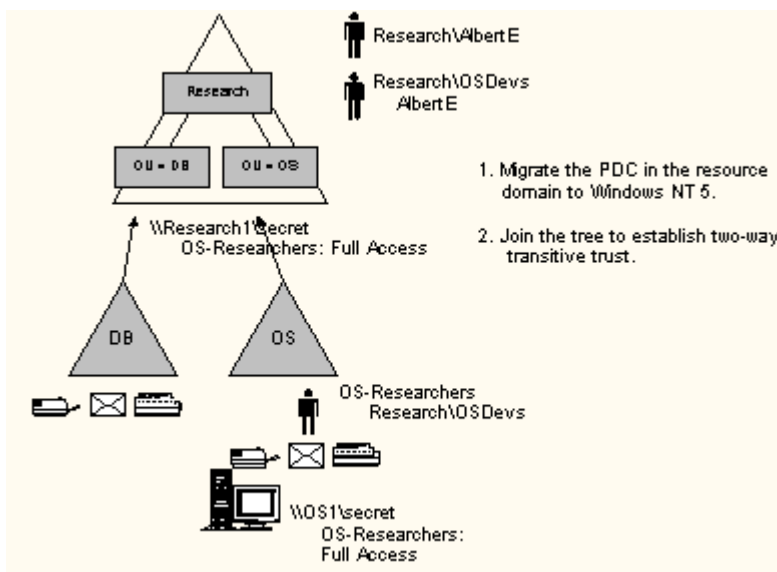 Research\AlbertE
Research\OSDevs
AlbertE
Research
OU = DB
OU = OS
1. Migrate the PDC in the resource
domain to Windows NT 5.
2. Join the tree to establish two-way
transitive trust.
\\Research1\secret
OS-Researchers: Full Access
DB
OS
OS-Researchers
Research\OSDevs
\\OS1\secret
OS-Researchers:
Full Access